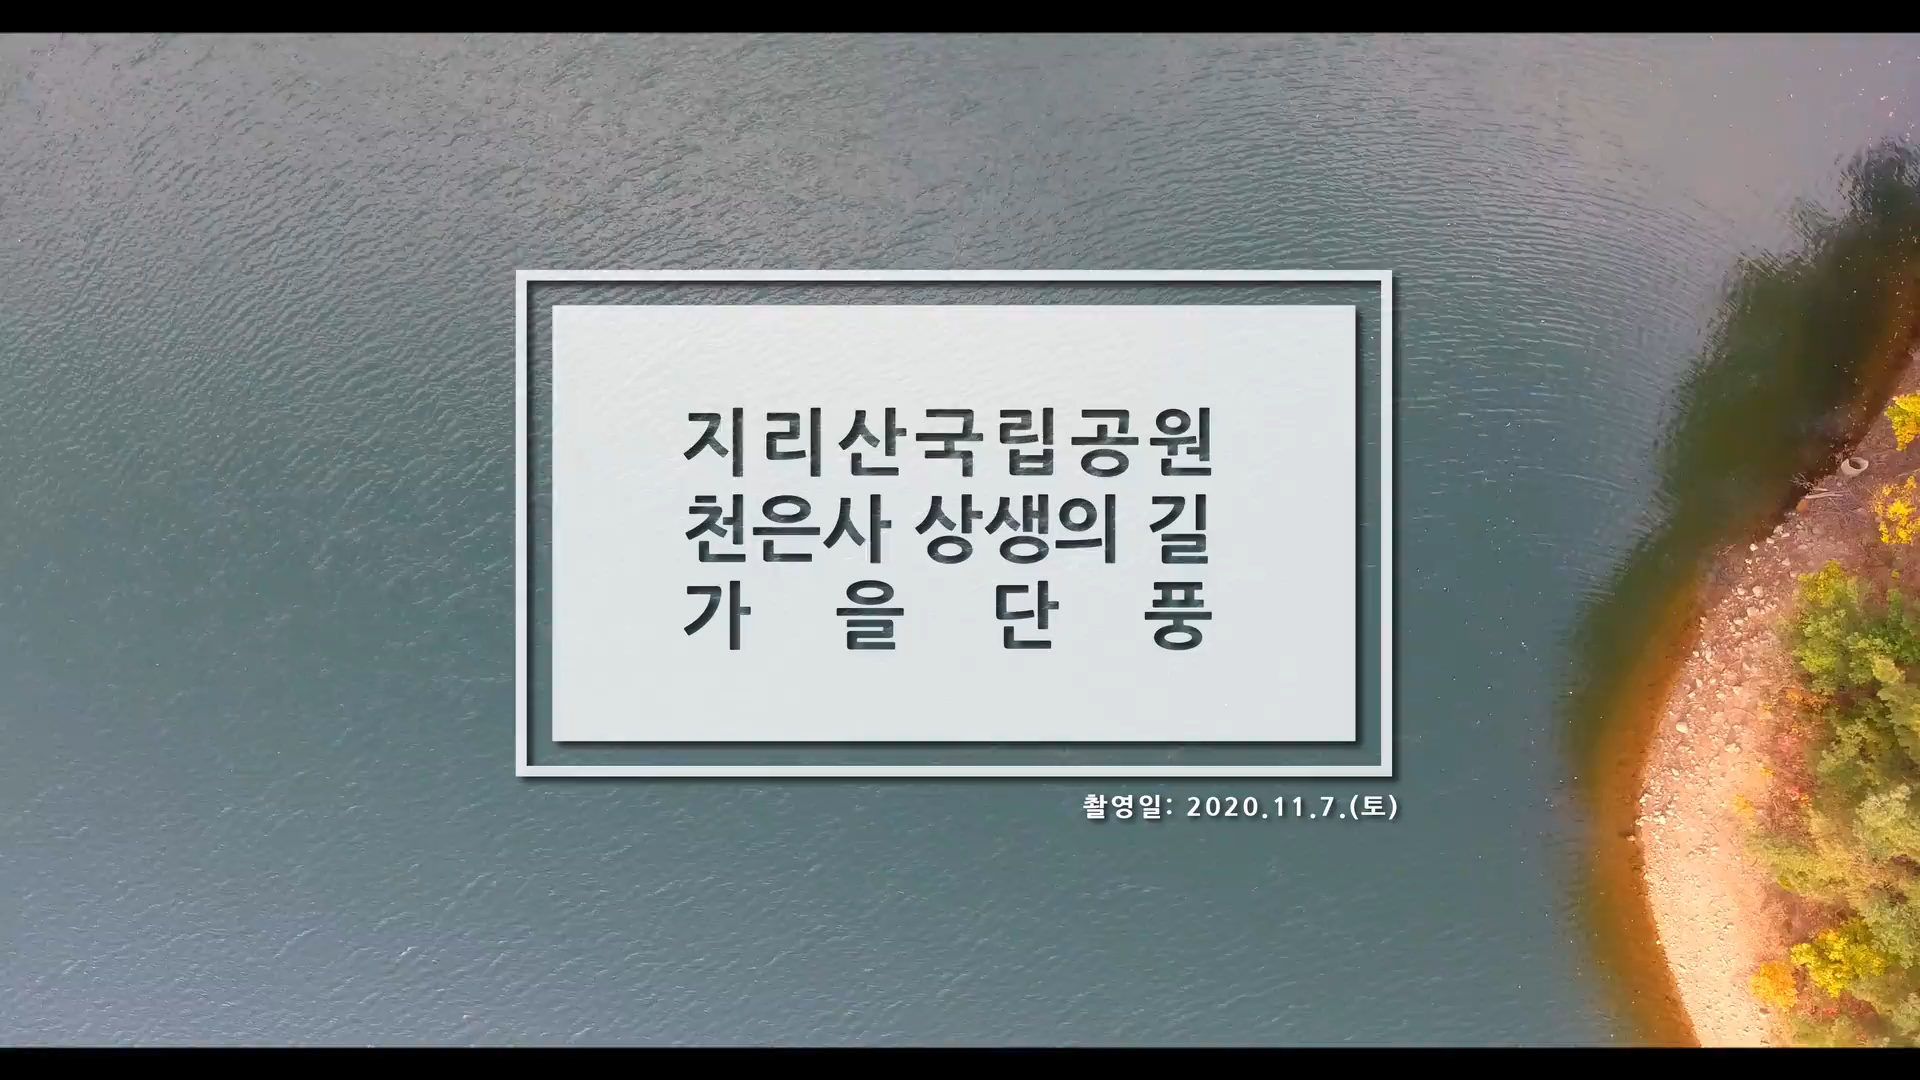 지리산국립공원
천은사 상생의 길
가 을 단 풍
촬영일: 2020.11.7.(토)